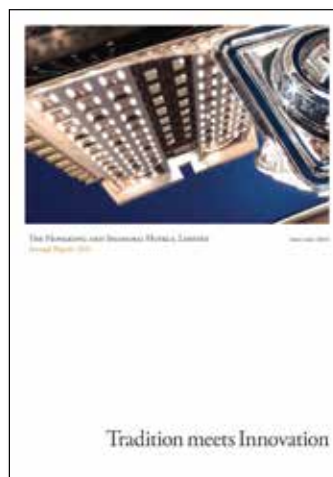 The Hongkong and Shanghai Hotels, Limited
Annual Report
Tradition meets Innovation